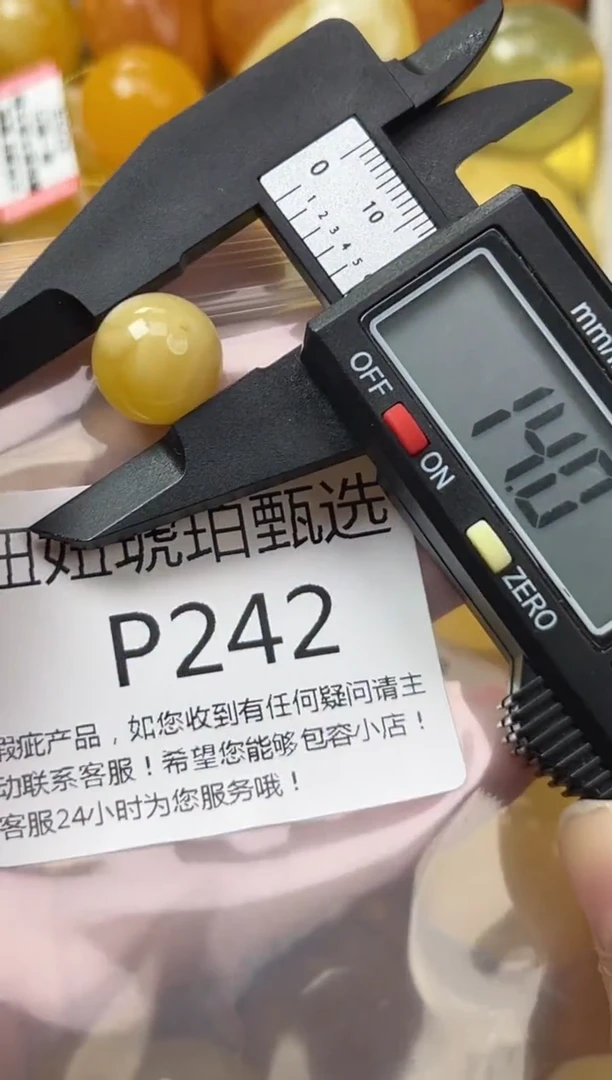 0
10
1 2 3 4 5
mm
OFF
ON
14.0
ZERO
妞妞琥珀甄选
P242
瑕疵产品，如您收到有任何疑问请主
动联系客服！希望您能够包容小店！
客服24小时为您服务哦！